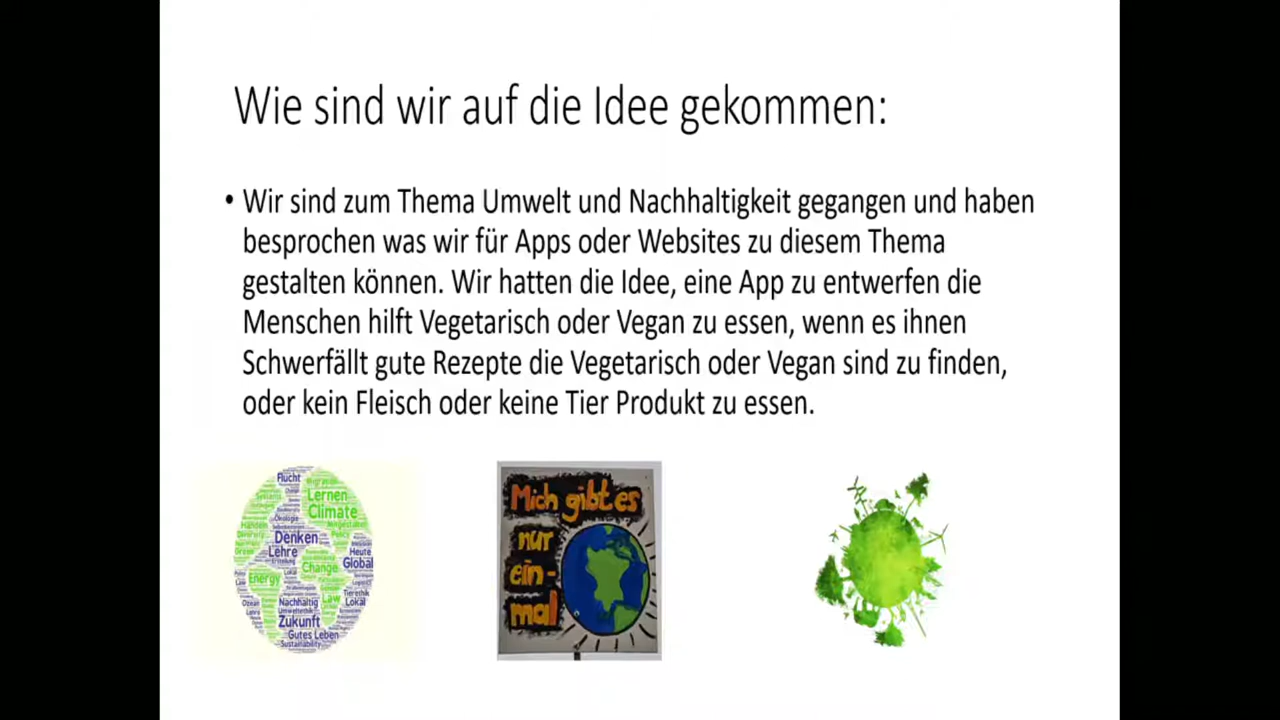 Wie sind wir auf die Idee gekommen:
• Wir sind zum Thema Umwelt und Nachhaltigkeit gegangen und haben
besprochen was wir für Apps oder Websites zu diesem Thema
gestalten können. Wir hatten die Idee, eine App zu entwerfen die
Menschen hilft Vegetarisch oder Vegan zu essen, wenn es ihnen
Schwerfällt gute Rezepte die Vegetarisch oder Vegan sind zu finden,
oder kein Fleisch oder keine Tier Produkt zu essen.
Flucht
Lernen
Climate
Denken
Lehre
Heute
Global
Change
Energy
Law
Nachhaltig
Lokal
Zukunft
Gutes Leben
Sustainability
Mich gibt es
nur
ein-
mal